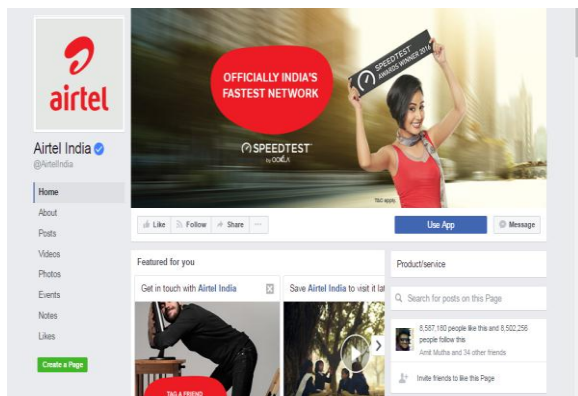 airtel
Airtel India
@AirtelIndia
Home
About
Posts
Videos
Photos
Events
Notes
Likes
Create a Page
OFFICIALLY INDIA'S
FASTEST NETWORK
SPEEDTEST
by OOKLA
SPEEDTEST
AWARDS WINNER 2016
T&C apply.
Like Follow Share ...
Use App
Message
Featured for you
Get in touch with Airtel India
Save Airtel India to visit it lat
TAG A FRIEND
Product/service
Search for posts on this Page
8,587,180 people like this and 8,502,256
people follow this
Amit Mutha and 34 other friends
Invite friends to like this Page